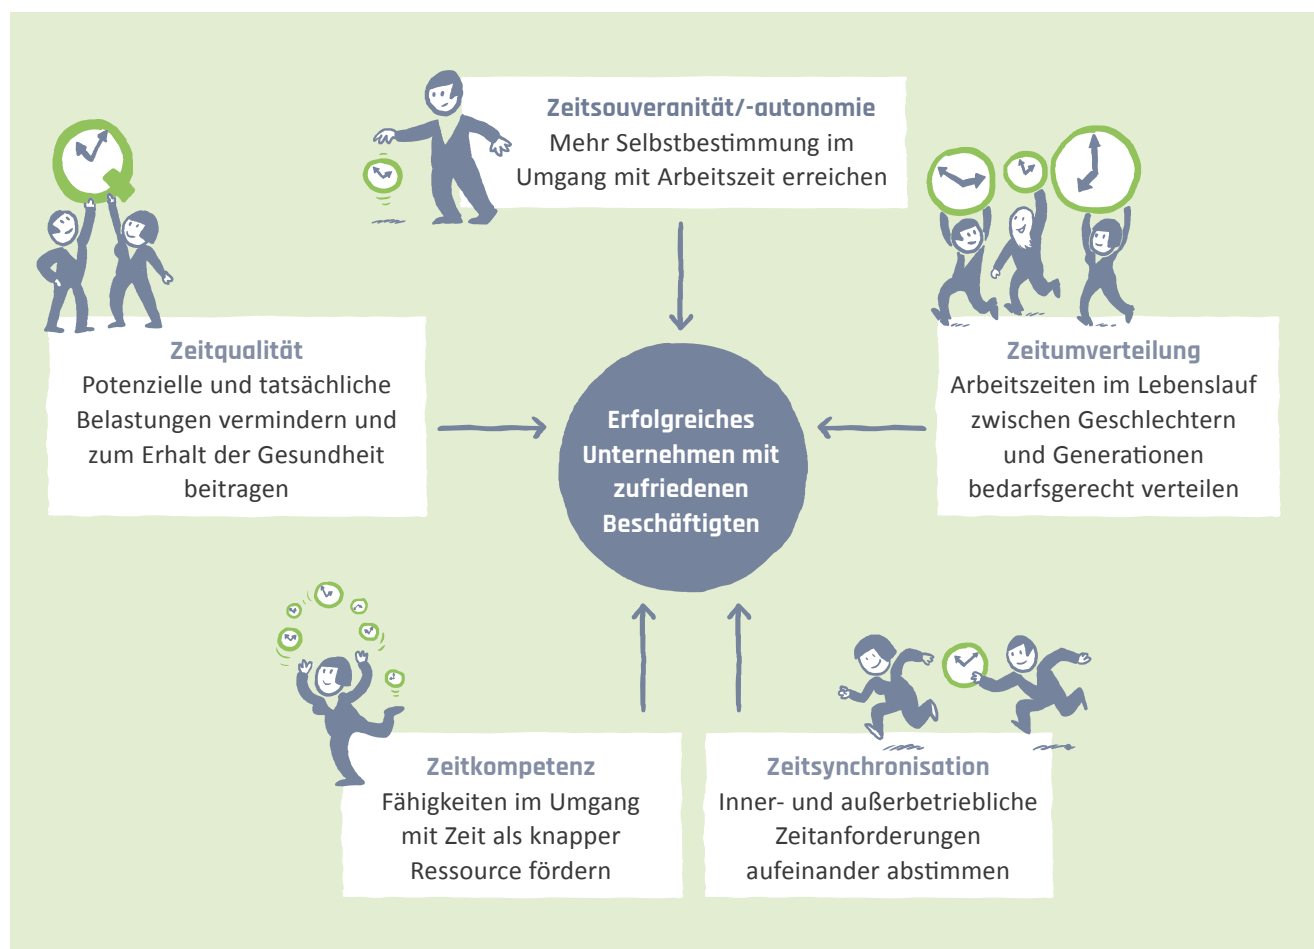 Zeitsouveranität/-autonomie
Mehr Selbstbestimmung im
Umgang mit Arbeitszeit erreichen
Zeitqualität
Potenzielle und tatsächliche
Belastungen vermindern und
zum Erhalt der Gesundheit
beitragen
Erfolgreiches
Unternehmen mit
zufriedenen
Beschäftigten
Zeitumverteilung
Arbeitszeiten im Lebenslauf
zwischen Geschlechtern
und Generationen
bedarfsgerecht verteilen
Zeitkompetenz
Fähigkeiten im Umgang
mit Zeit als knapper
Ressource fördern
Zeitsynchronisation
Inner- und außerbetriebliche
Zeitanforderungen
aufeinander abstimmen